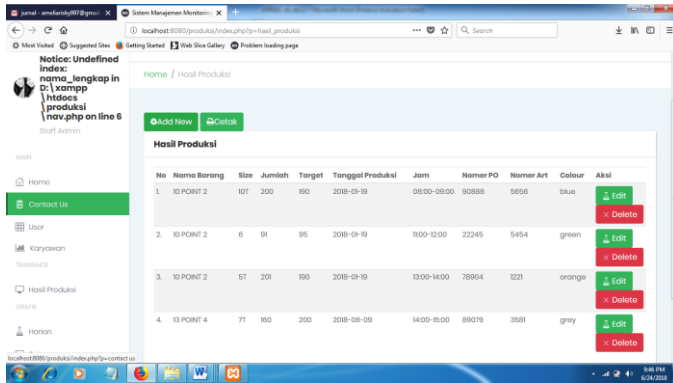 jurnal - ameliarisky997@gmail
Sistem Manajemen Monitoring
localhost:8080/produksi/index.php?p=hasil_produksi
Search
Most Visited Suggested Sites Getting Started Web Slice Gallery Problem loading page
Notice: Undefined
index:
nama_lengkap in
D:\xampp
\htdocs
\produksi
\nav.php on line 6
Staff Admin
MAIN
Home
Contact Us
User
Karyawan
TRANSAKSI
Hasil Produksi
GRAFIK
Harian
Home / Hasil Produksi
Add New Cetak
Hasil Produksi
No Nama Barang Size Jumlah Target Tanggal Produksi Jam Nomer PO Nomer Art Colour Aksi
1. 10 POINT 2 10T 200 190 2018-01-19 08:00-09:00 90888 5656 blue Edit
Delete
2. 10 POINT 2 6 91 95 2018-01-19 11:00-12:00 22245 5454 green Edit
Delete
3. 10 POINT 2 5T 201 190 2018-01-19 13:00-14:00 78904 1221 orange Edit
Delete
4. 13 POINT 4 7T 160 200 2018-08-09 14:00-15:00 89079 3581 grey Edit
Delete
localhost:8080/produksi/index.php?p=contact us
9:46 PM
6/24/2018